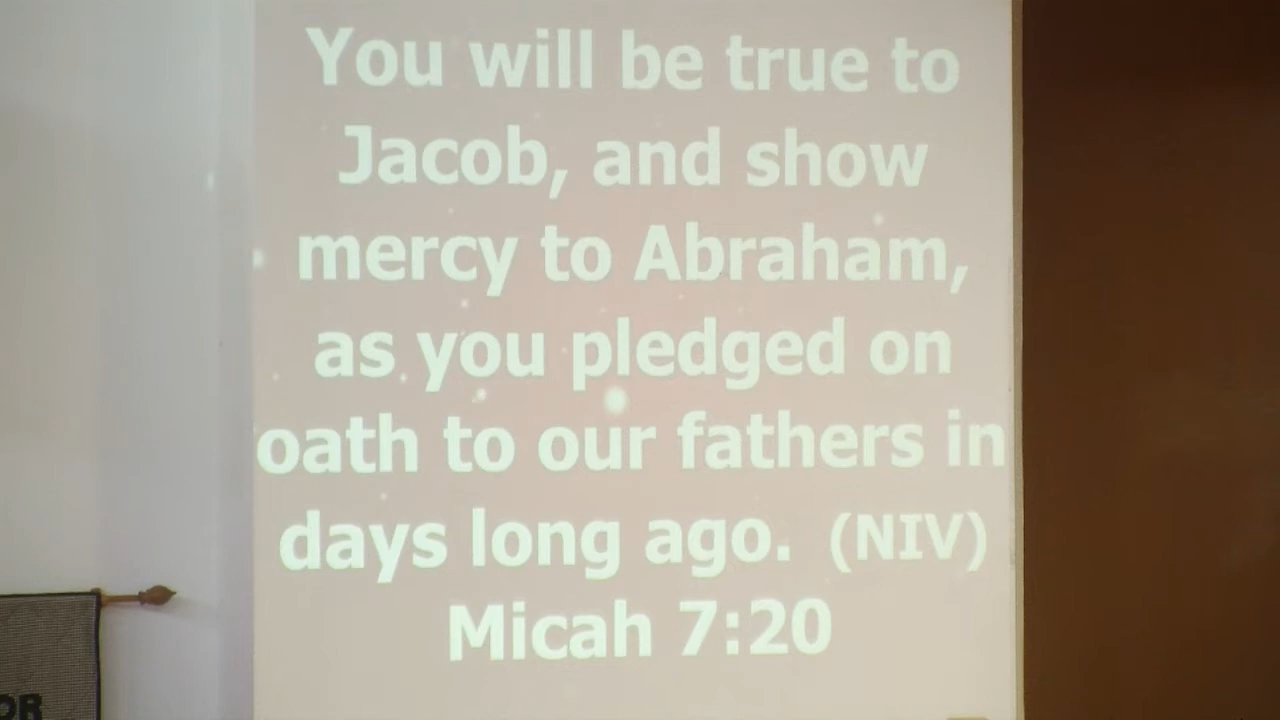 You will be true to
Jacob, and show
mercy to Abraham,
as you pledged on
oath to our fathers in
days long ago. (NIV)
Micah 7:20
OR